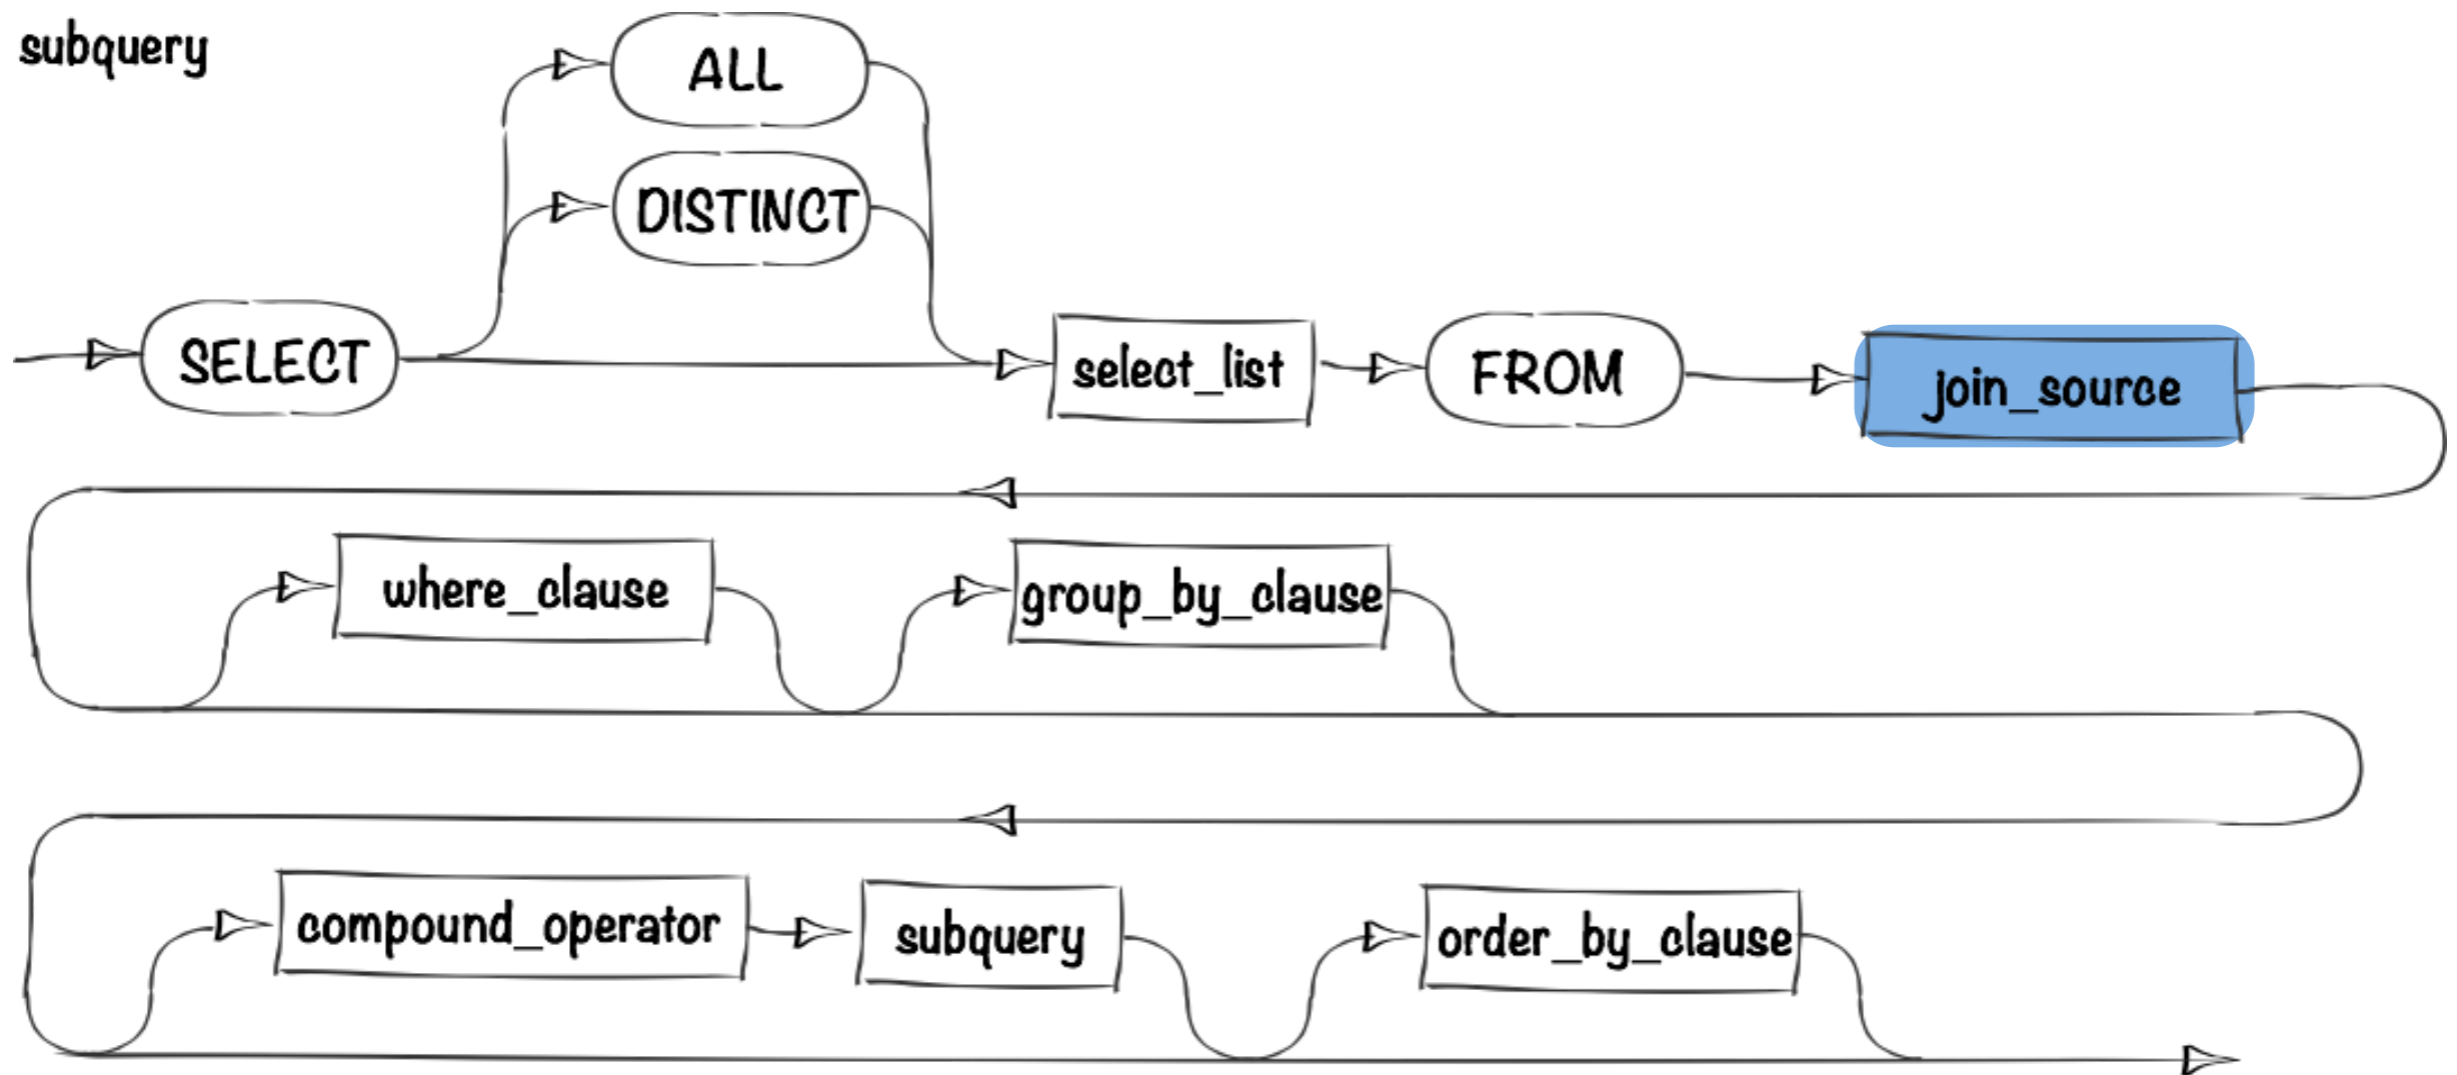 subquery
ALL
DISTINCT
SELECT
select_list
FROM
join_source
where_clause
group_by_clause
compound_operator
subquery
order_by_clause